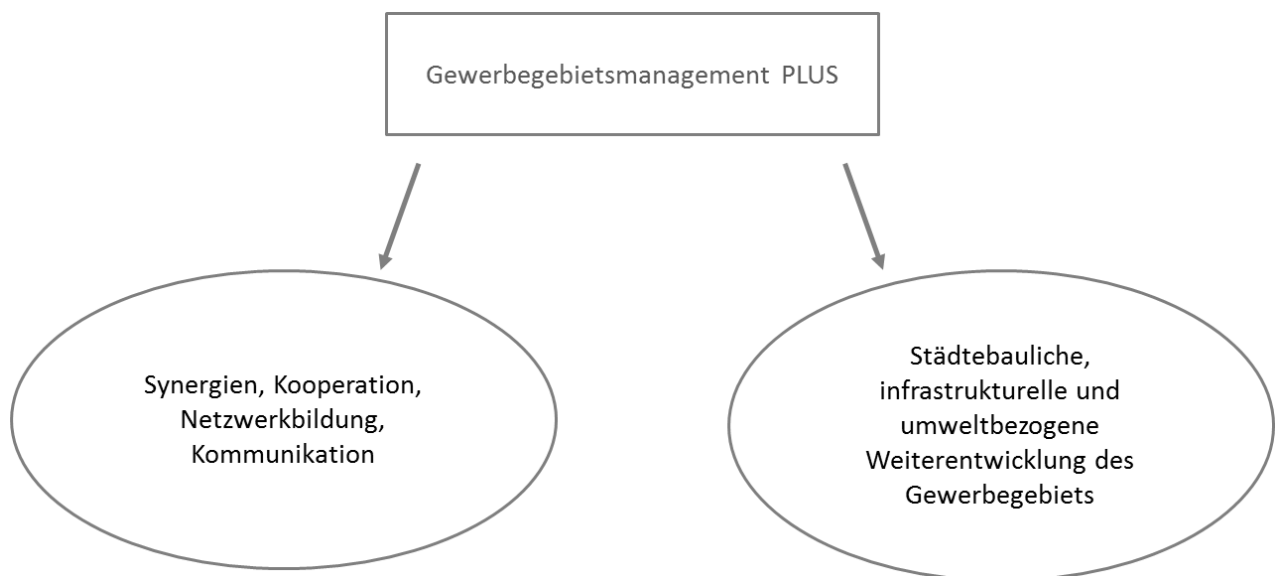 Gewerbegebietsmanagement PLUS
Synergien, Kooperation,
Netzwerkbildung,
Kommunikation
Städtebauliche,
infrastrukturelle und
umweltbezogene
Weiterentwicklung des
Gewerbegebiets